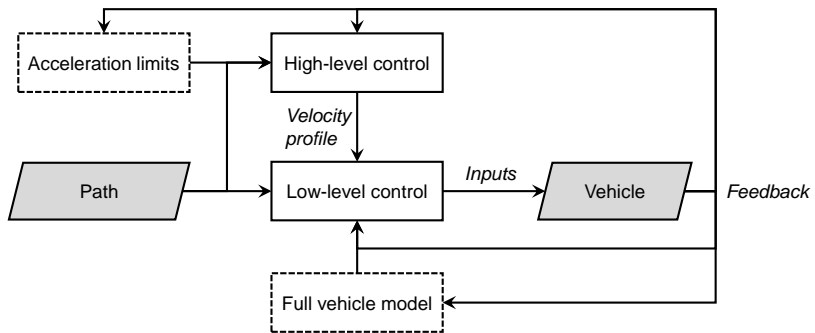 Acceleration limits
High-level control
Velocity
profile
Path
Low-level control
Inputs
Vehicle
Feedback
Full vehicle model